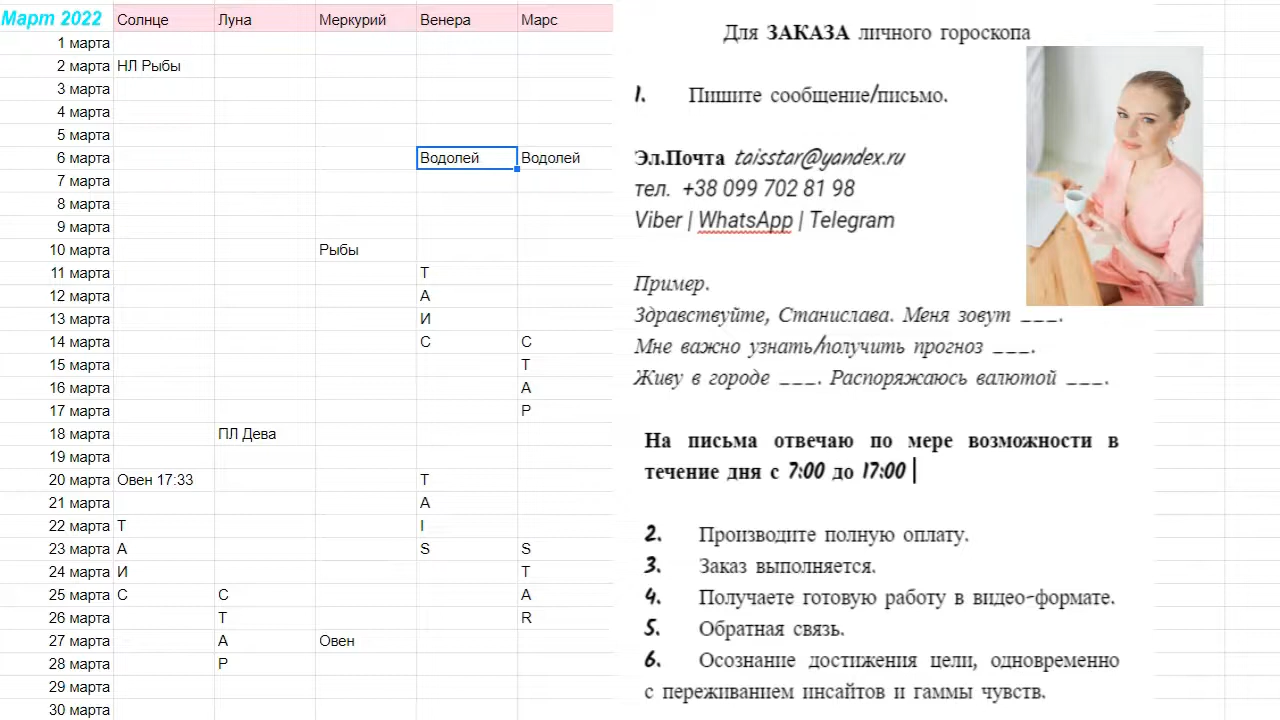 Март 2022 Солнце Луна Меркурий Венера Марс
1 марта
2 марта НЛ Рыбы
3 марта
4 марта
5 марта
6 марта Водолей Водолей
7 марта
8 марта
9 марта
10 марта Рыбы
11 марта Т
12 марта А
13 марта И
14 марта С С
15 марта Т
16 марта А
17 марта Р
18 марта ПЛ Дева
19 марта
20 марта Овен 17:33 T
21 марта A
22 марта Т I
23 марта А S S
24 марта И T
25 марта С С A
26 марта Т R
27 марта А Овен
28 марта Р
29 марта
30 марта
Для ЗАКАЗА личного гороскопа
1. Пишите сообщение/письмо.
Эл.Почта taisstar@yandex.ru
тел. +38 099 702 81 98
Viber | WhatsApp | Telegram
Пример.
Здравствуйте, Станислава. Меня зовут ___.
Мне важно узнать/получить прогноз ___.
Живу в городе ___. Распоряжаюсь валютой ___.
На письма отвечаю по мере возможности в
течение дня с 7:00 до 17:00
2. Производите полную оплату.
3. Заказ выполняется.
4. Получаете готовую работу в видео-формате.
5. Обратная связь.
6. Осознание достижения цели, одновременно
с переживанием инсайтов и гаммы чувств.